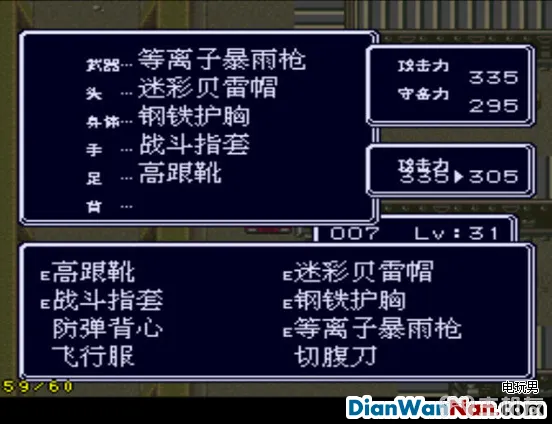 武器…等离子暴雨枪
头 …迷彩贝雷帽
身体…钢铁护胸
手 …战斗指套
足 …高跟靴
背 …
攻击力 335
守备力 295
攻击力
335▶305
007 Lv:31
E高跟靴 E迷彩贝雷帽
E战斗指套 E钢铁护胸
防弹背心 E等离子暴雨枪
飞行服 切腹刀
59/60
电玩男
DianWanNan.com